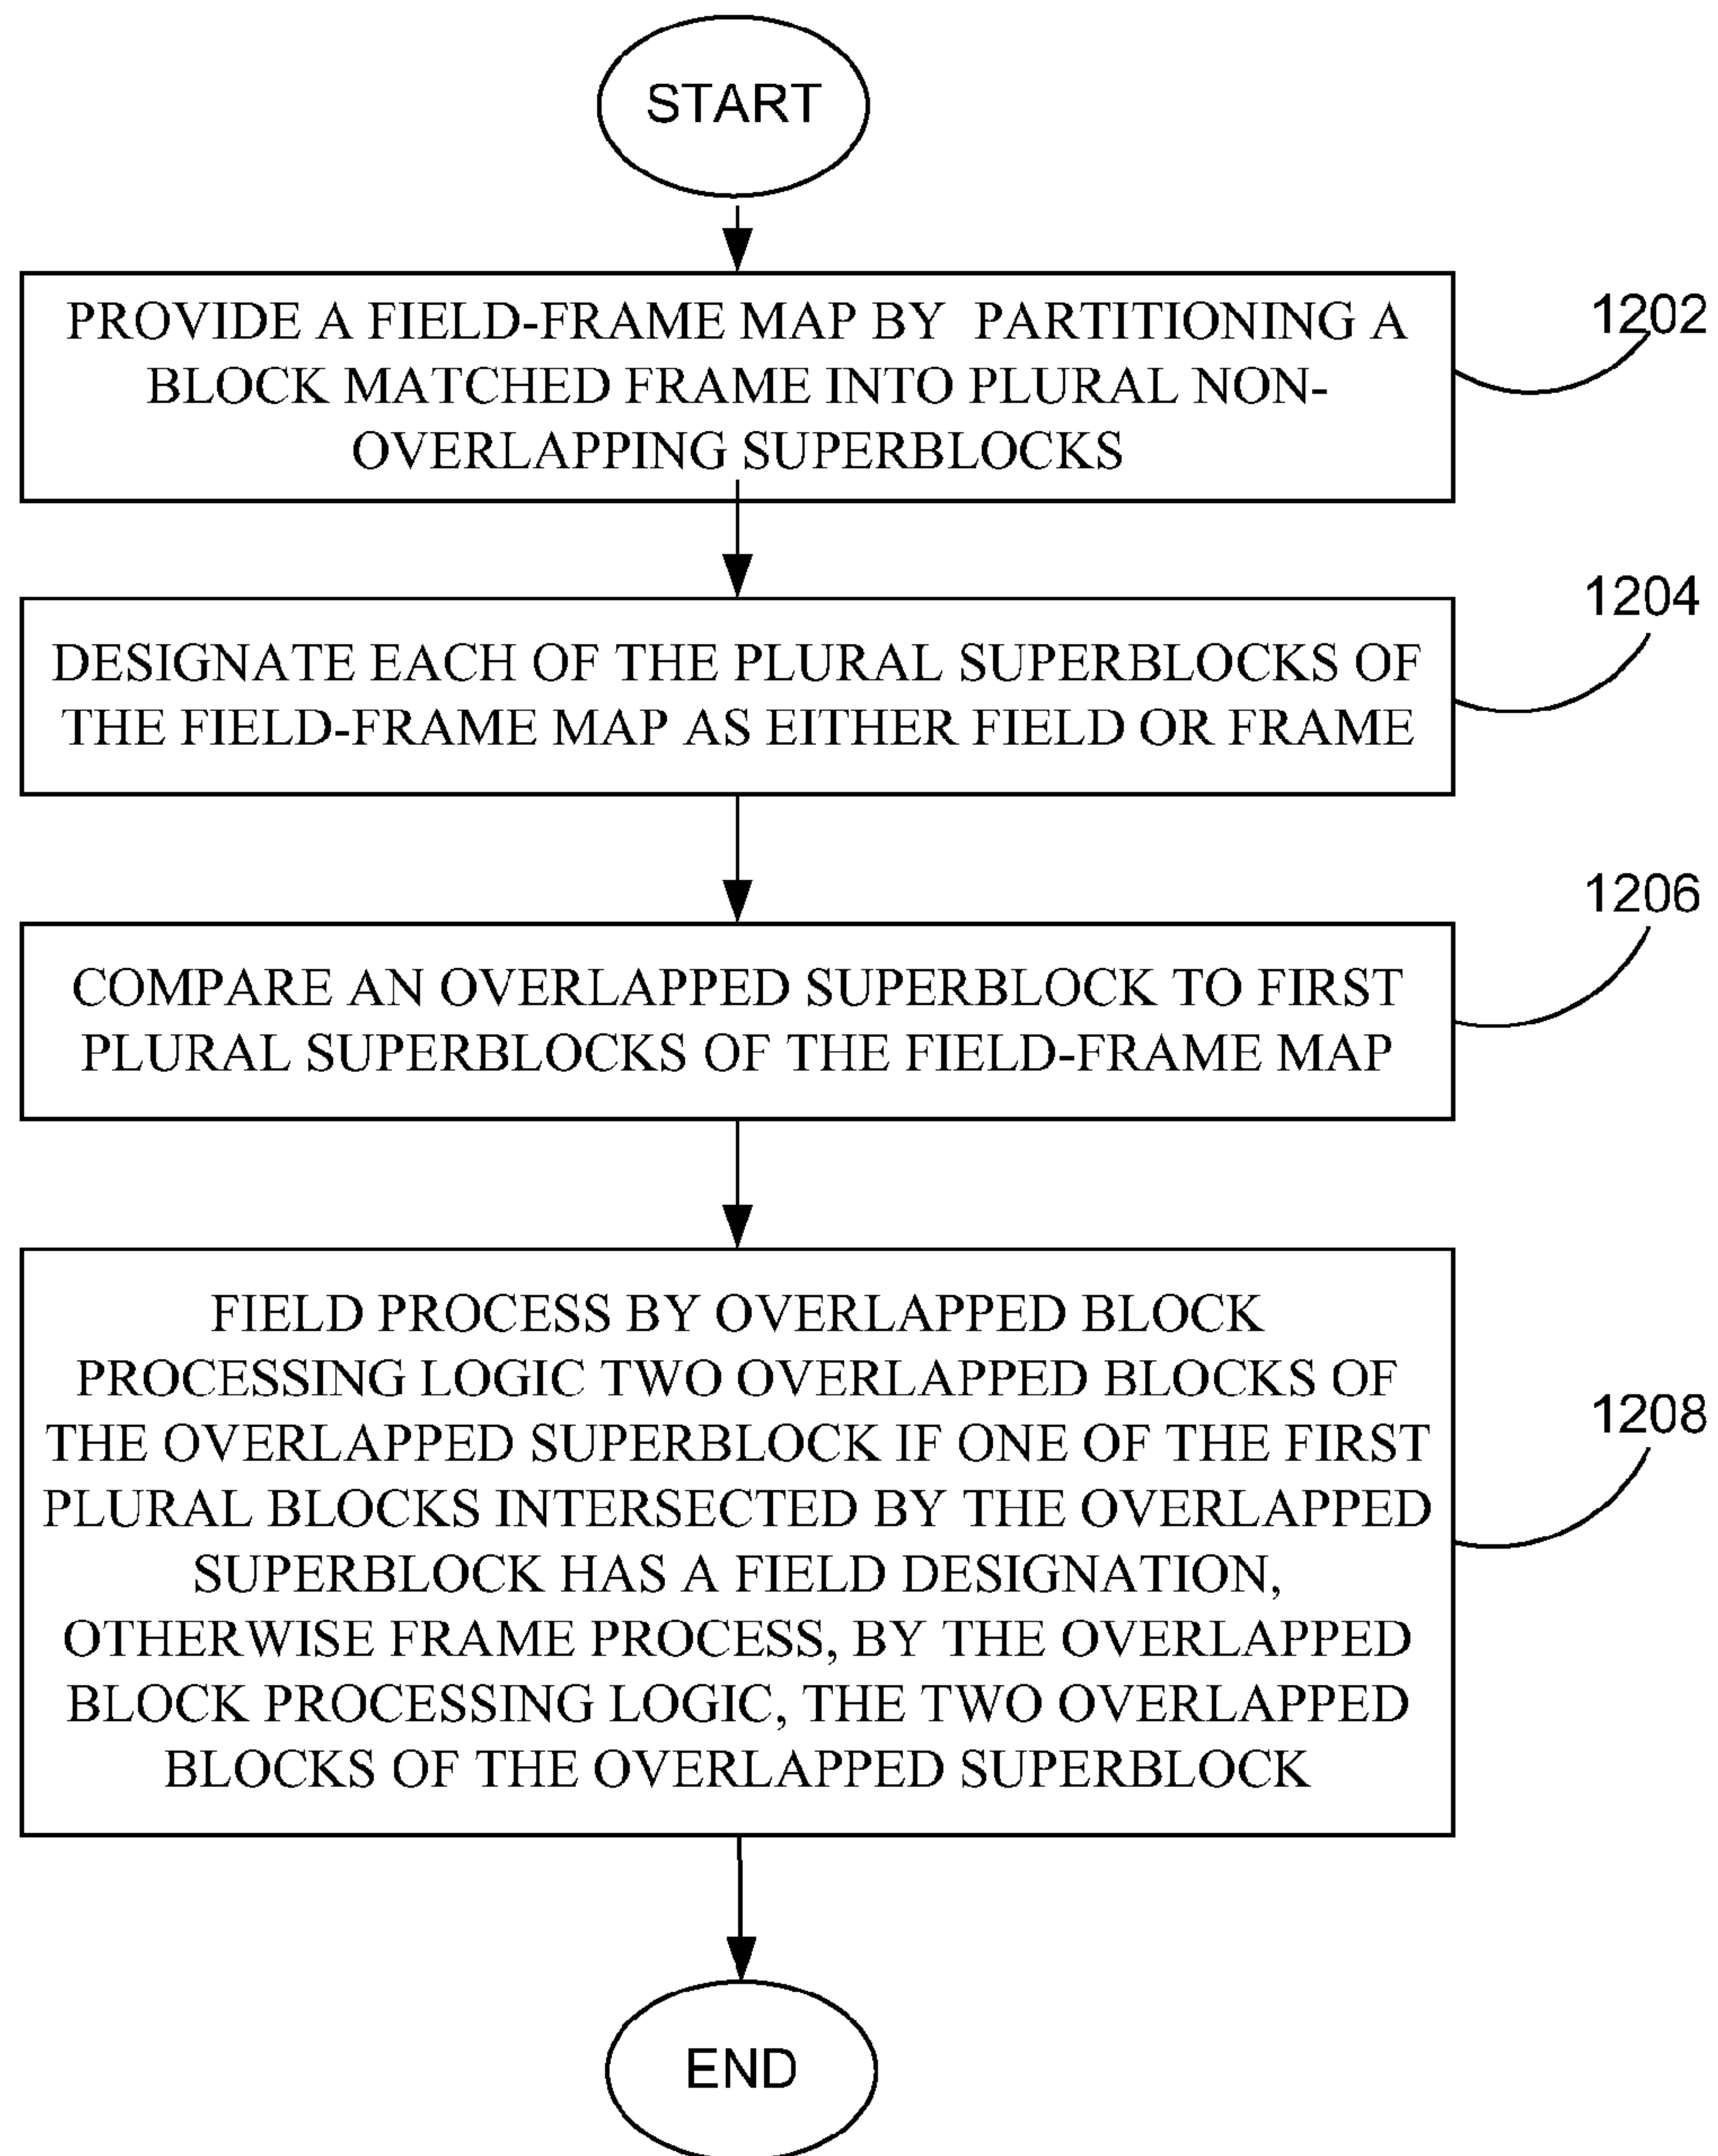 START
PROVIDE A FIELD-FRAME MAP BY PARTITIONING A
BLOCK MATCHED FRAME INTO PLURAL NON-
OVERLAPPING SUPERBLOCKS
1202
DESIGNATE EACH OF THE PLURAL SUPERBLOCKS OF
THE FIELD-FRAME MAP AS EITHER FIELD OR FRAME
1204
COMPARE AN OVERLAPPED SUPERBLOCK TO FIRST
PLURAL SUPERBLOCKS OF THE FIELD-FRAME MAP
1206
FIELD PROCESS BY OVERLAPPED BLOCK
PROCESSING LOGIC TWO OVERLAPPED BLOCKS OF
THE OVERLAPPED SUPERBLOCK IF ONE OF THE FIRST
PLURAL BLOCKS INTERSECTED BY THE OVERLAPPED
SUPERBLOCK HAS A FIELD DESIGNATION,
OTHERWISE FRAME PROCESS, BY THE OVERLAPPED
BLOCK PROCESSING LOGIC, THE TWO OVERLAPPED
BLOCKS OF THE OVERLAPPED SUPERBLOCK
1208
END